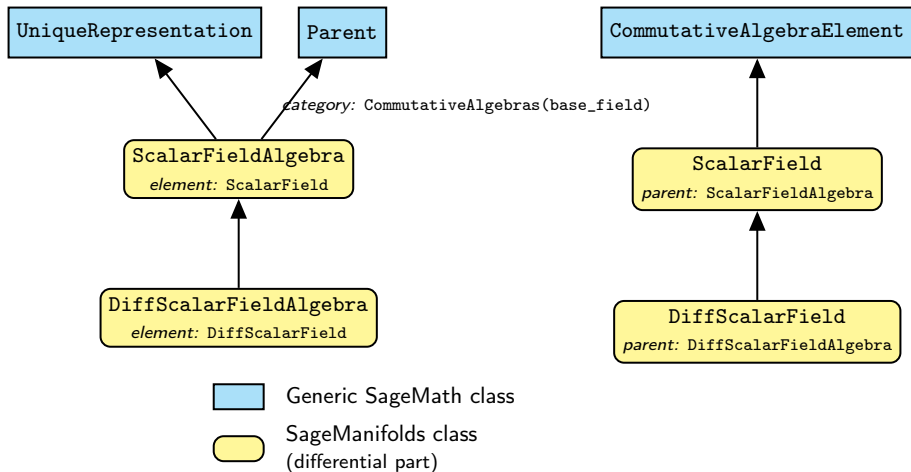 UniqueRepresentation
Parent
CommutativeAlgebraElement
category: CommutativeAlgebras(base_field)
ScalarFieldAlgebra
element: ScalarField
ScalarField
parent: ScalarFieldAlgebra
DiffScalarFieldAlgebra
element: DiffScalarField
DiffScalarField
parent: DiffScalarFieldAlgebra
Generic SageMath class
SageManifolds class
(differential part)